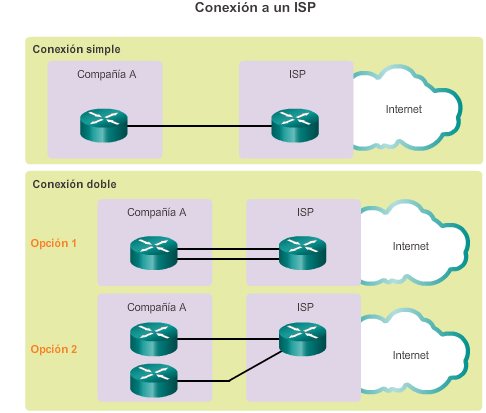 Conexión a un ISP
Conexión simple
Compañía A
ISP
Internet
Conexión doble
Opción 1
Compañía A
ISP
Internet
Opción 2
Compañía A
ISP
Internet